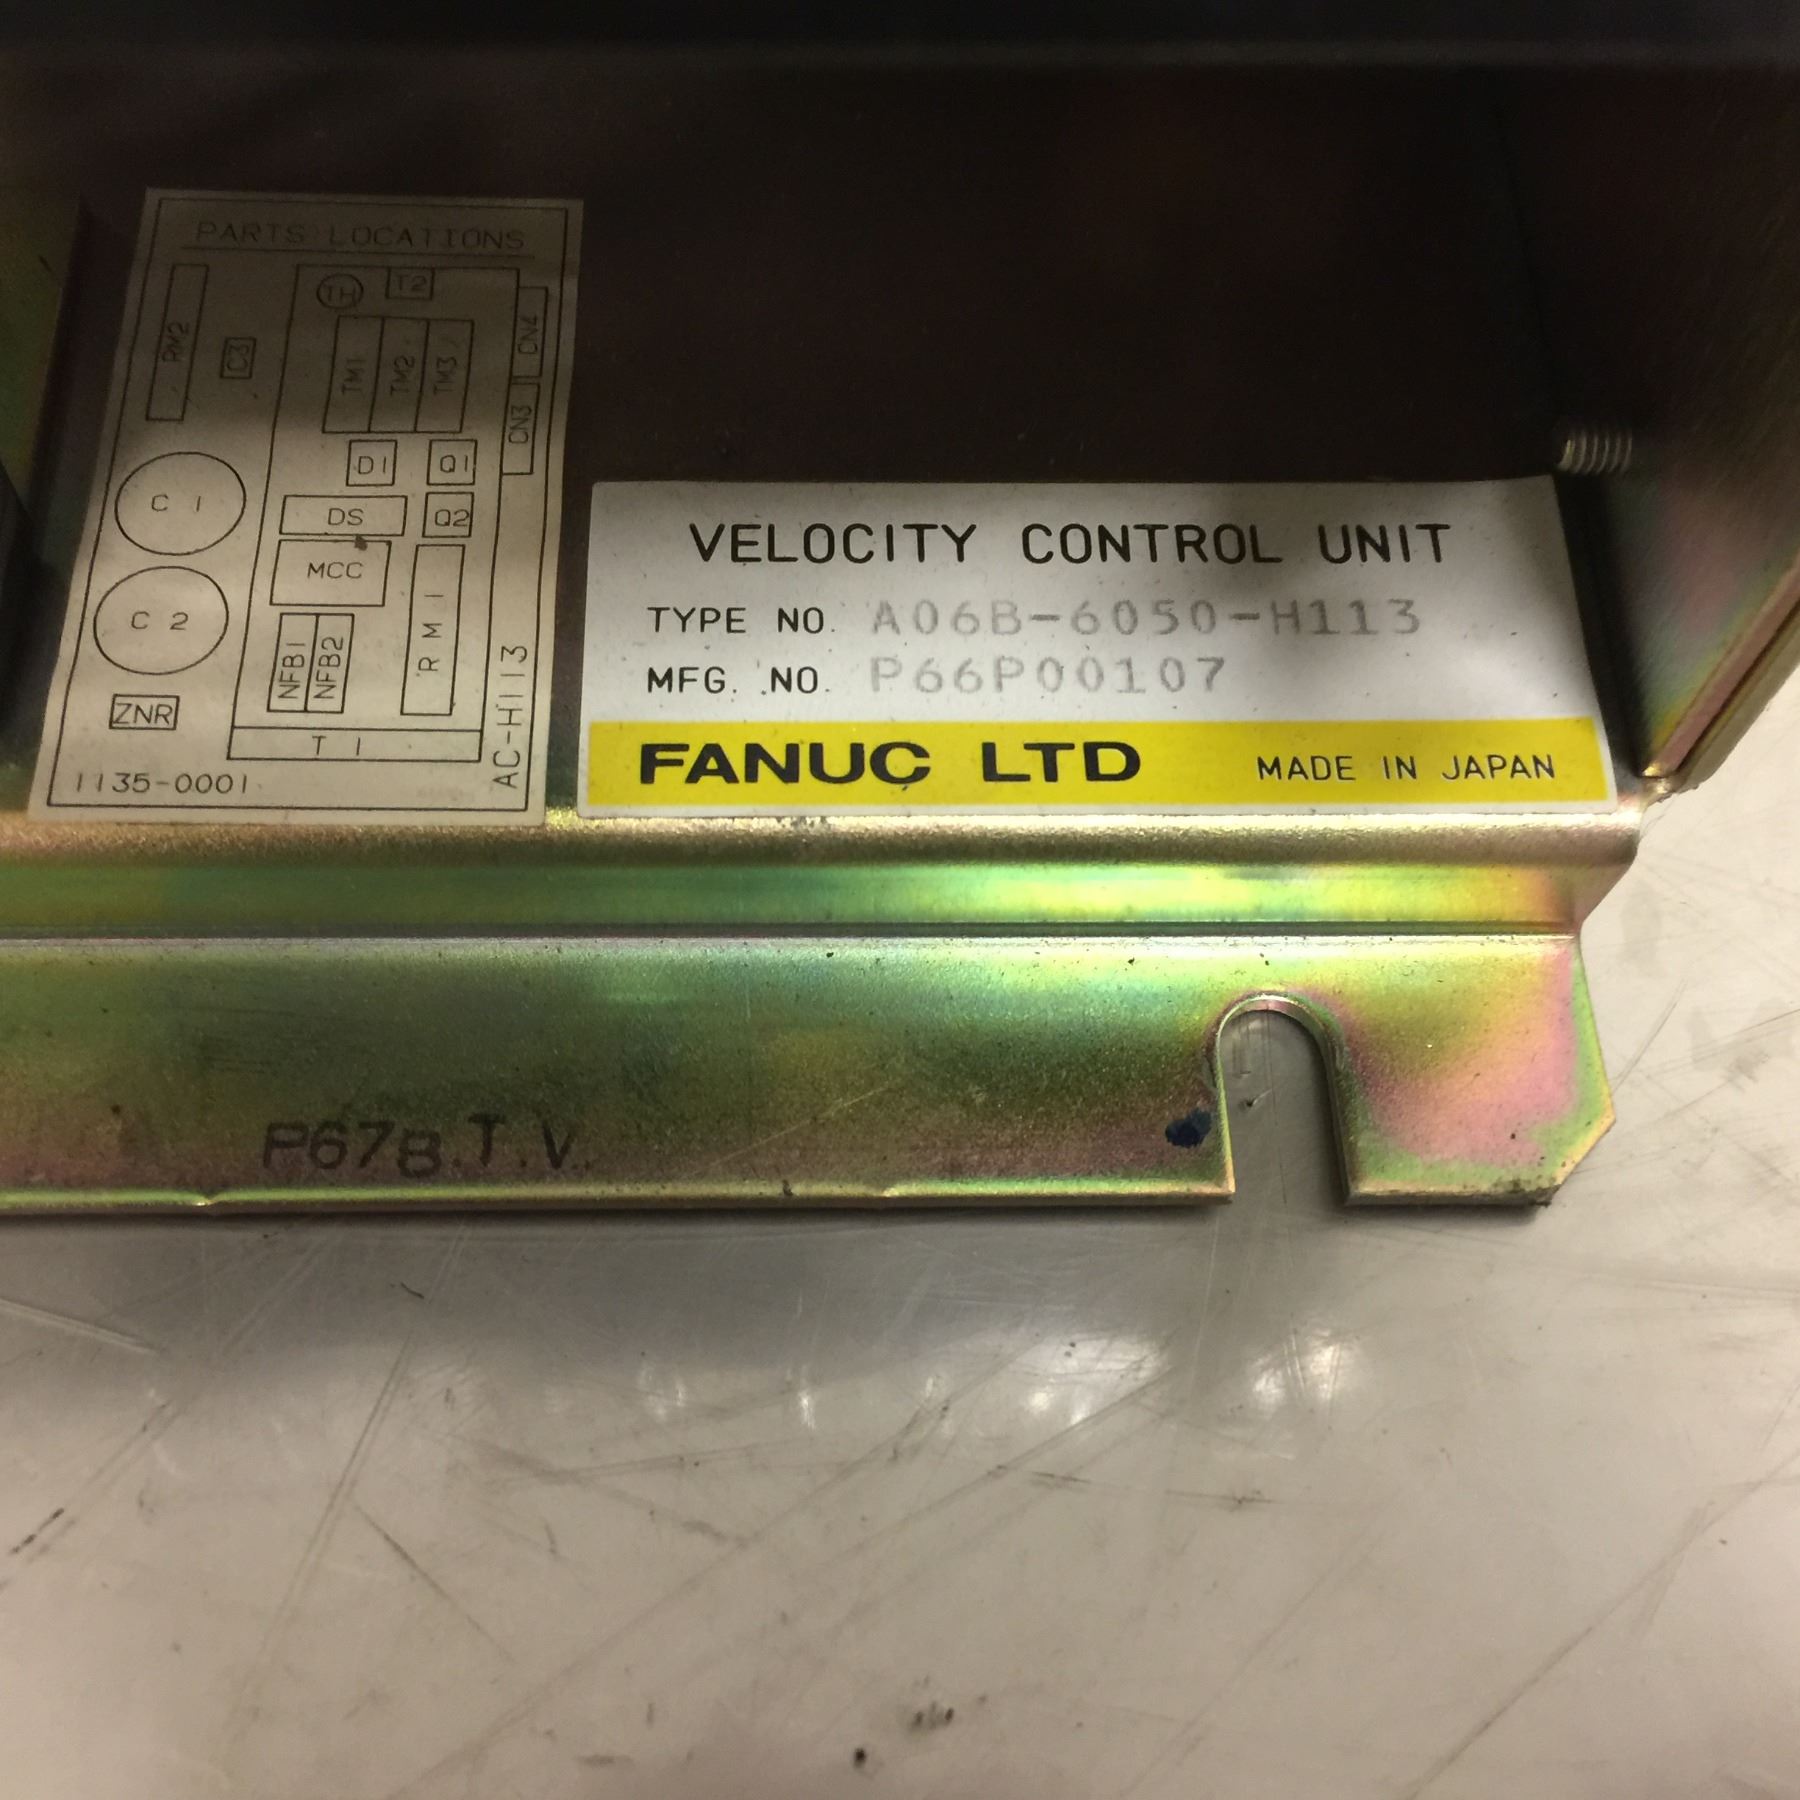 PARTS LOCATIONS
TH
T2
RM2
C3
TM1
TM2
TM3
CN4
CN3
D1
Q1
C 1
DS
Q2
MCC
C 2
NFB1
NFB2
RM1
ZNR
T1
1135-0001
AC-H113
VELOCITY CONTROL UNIT
TYPE NO. A06B-6050-H113
MFG. NO. P66P00107
FANUC LTD MADE IN JAPAN
P678.T.V.